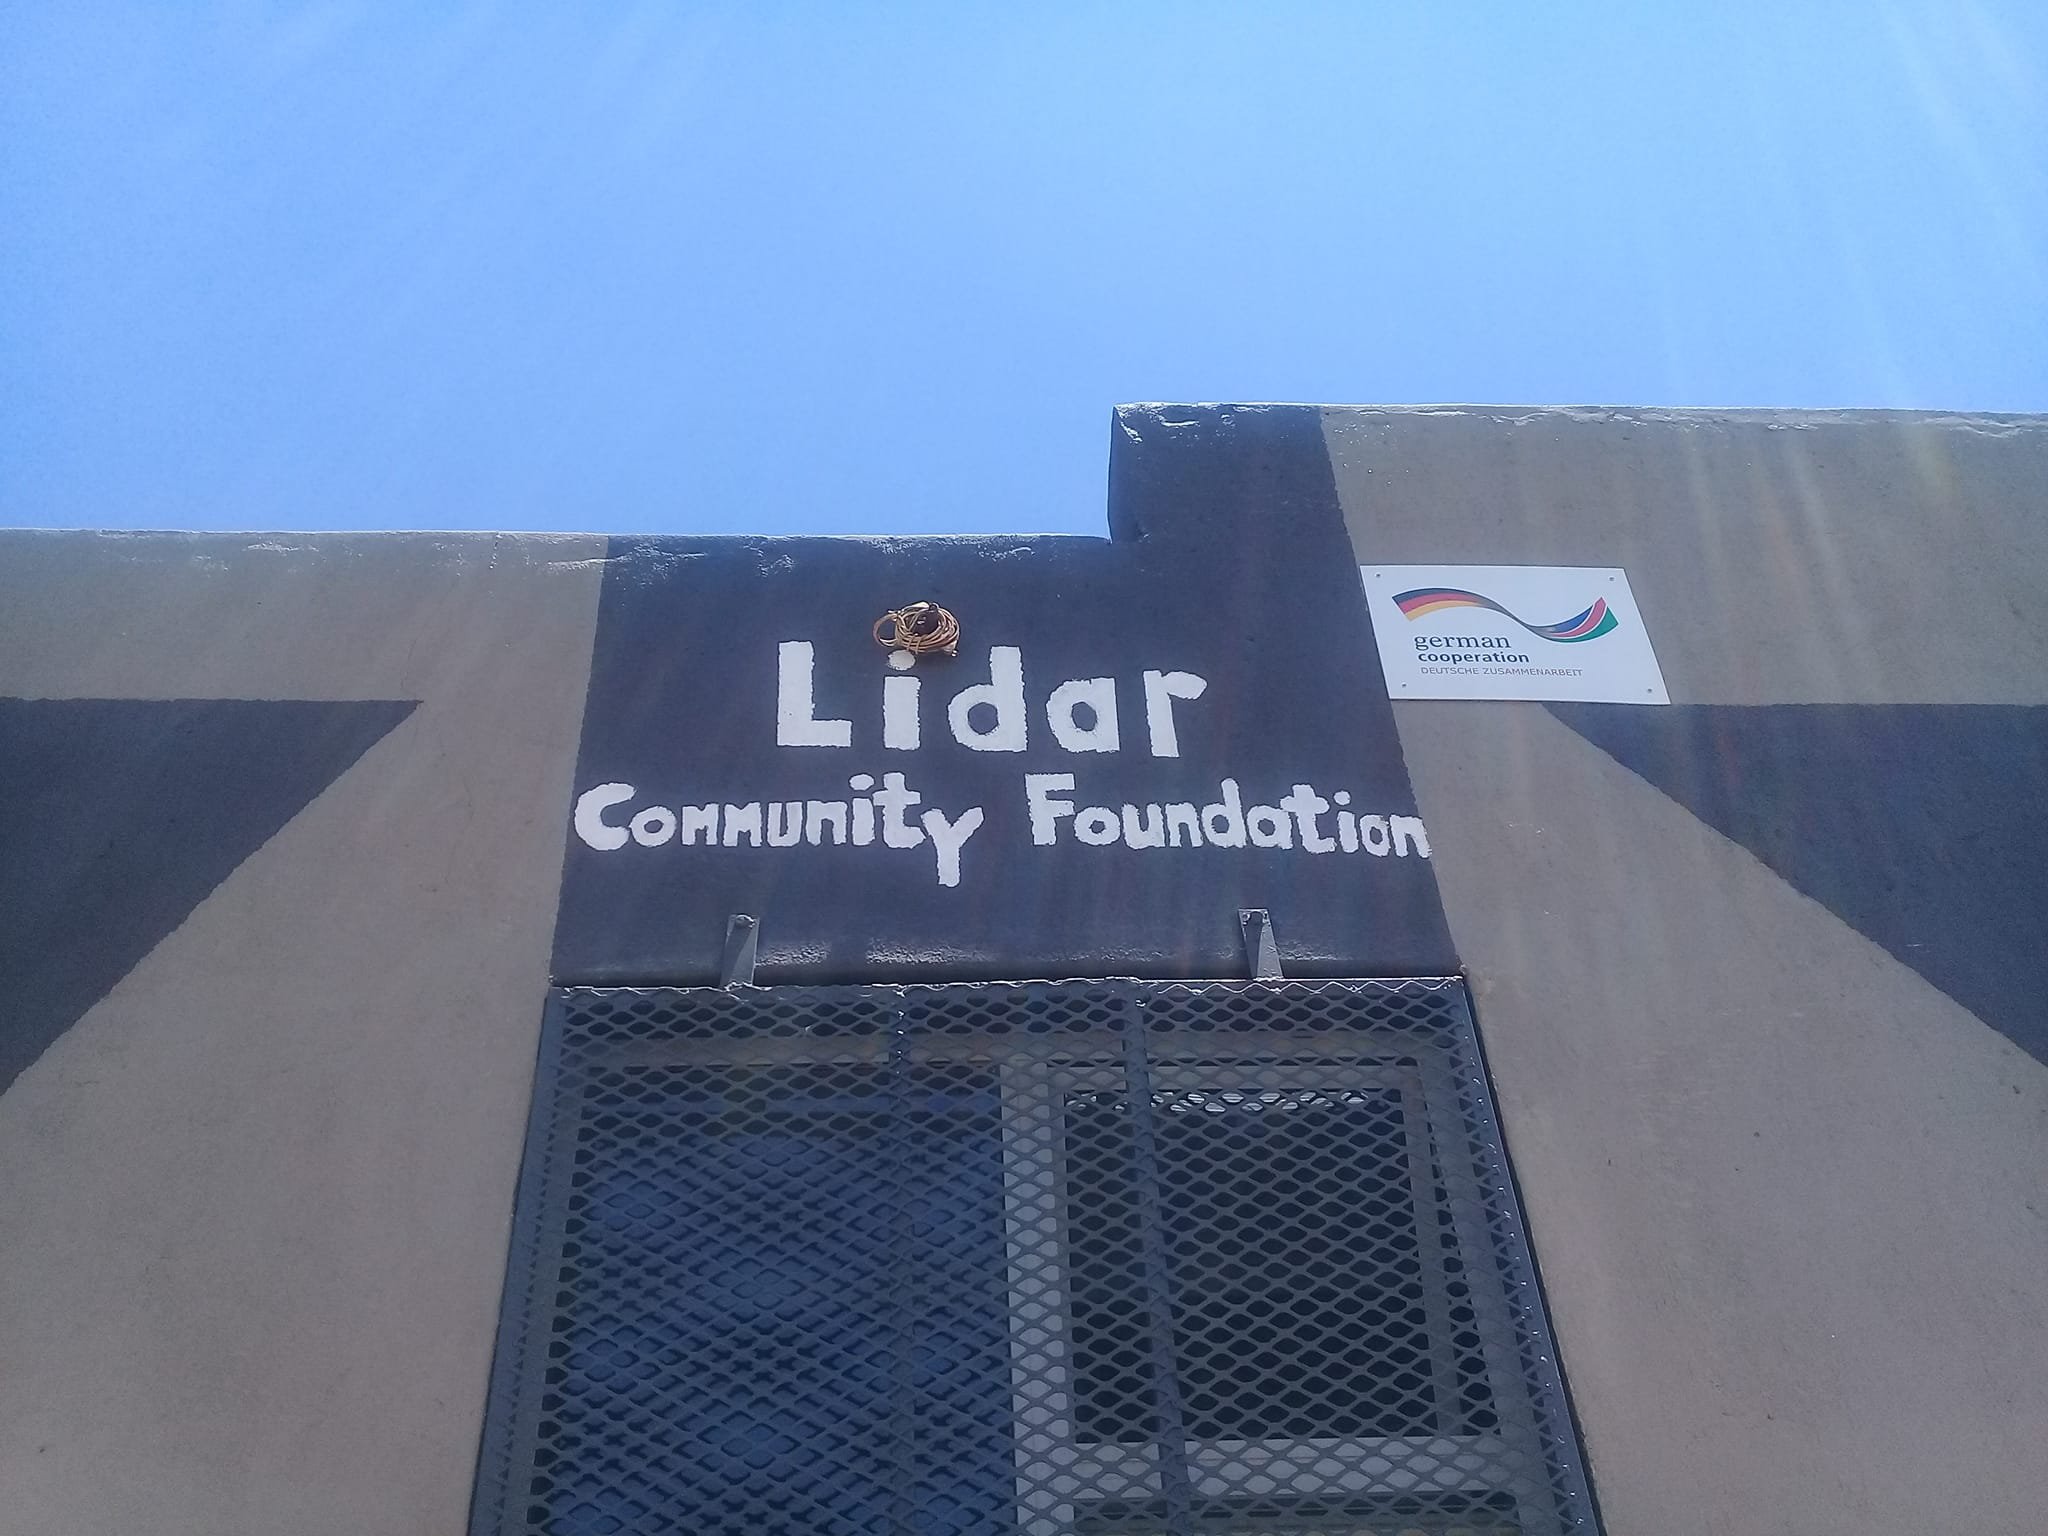 Lidar
Community Foundation
german
cooperation
DEUTSCHE ZUSAMMENARBEIT